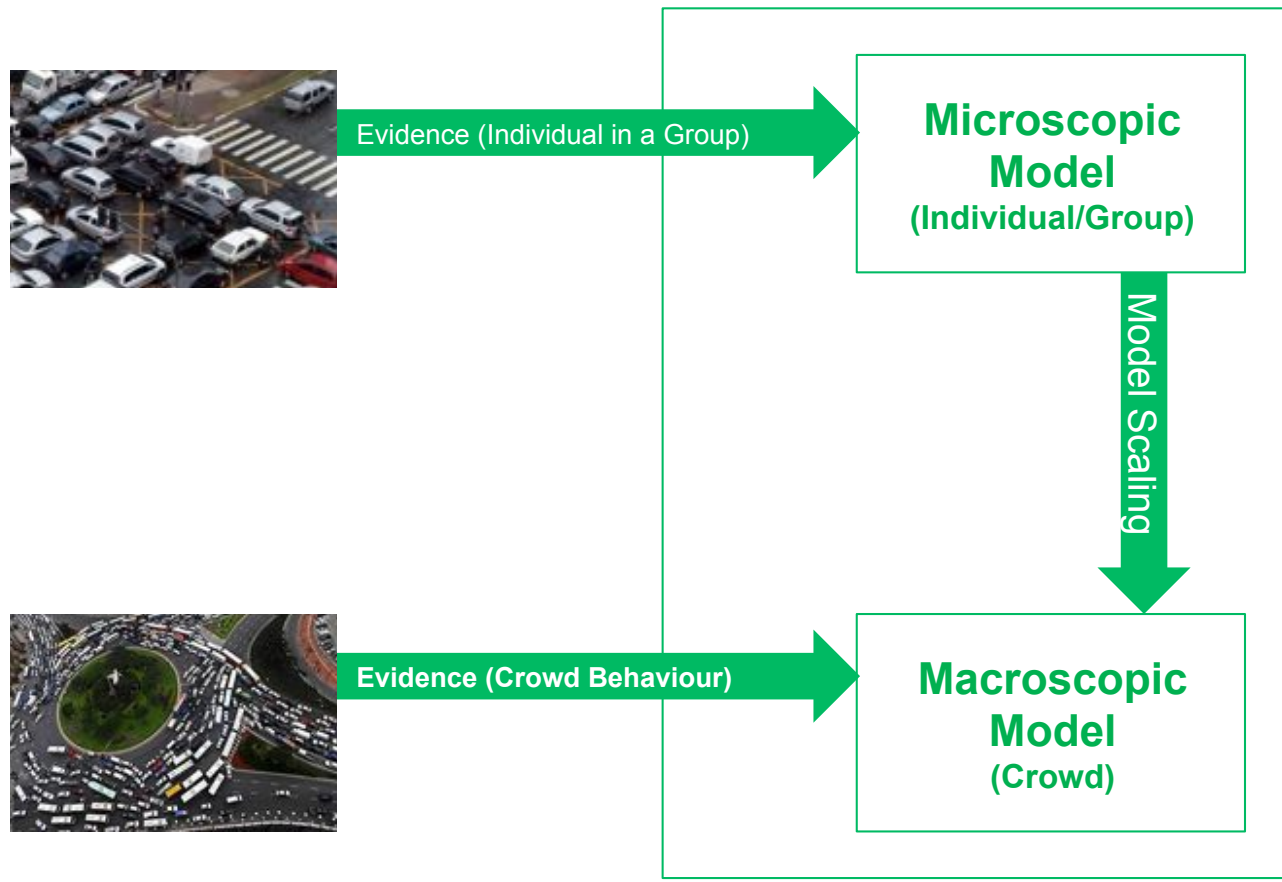 Evidence (Individual in a Group)
Microscopic
Model
(Individual/Group)
Model Scaling
Evidence (Crowd Behaviour)
Macroscopic
Model
(Crowd)